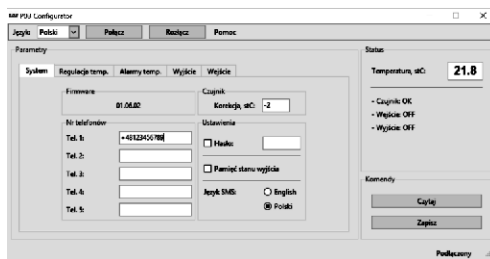 PDJ Configurator
Język: Polski Połącz Rozłącz Pomoc
Parametry
System Regulacja temp. Alarmy temp. Wyjście Wejście
Firmware
01.06.02
Czujnik
Korekcja, stC: -2
Nr telefonów
Tel. 1: +48123456789
Tel. 2:
Tel. 3:
Tel. 4:
Tel. 5:
Ustawienia
Hasło:
Pamięć stanu wyjścia
Język SMS: English
Polski
Status
Temperatura, stC: 21.8
- Czujnik: OK
- Wejście: OFF
- Wyjście: OFF
Komendy
Czytaj
Zapisz
Podłączony